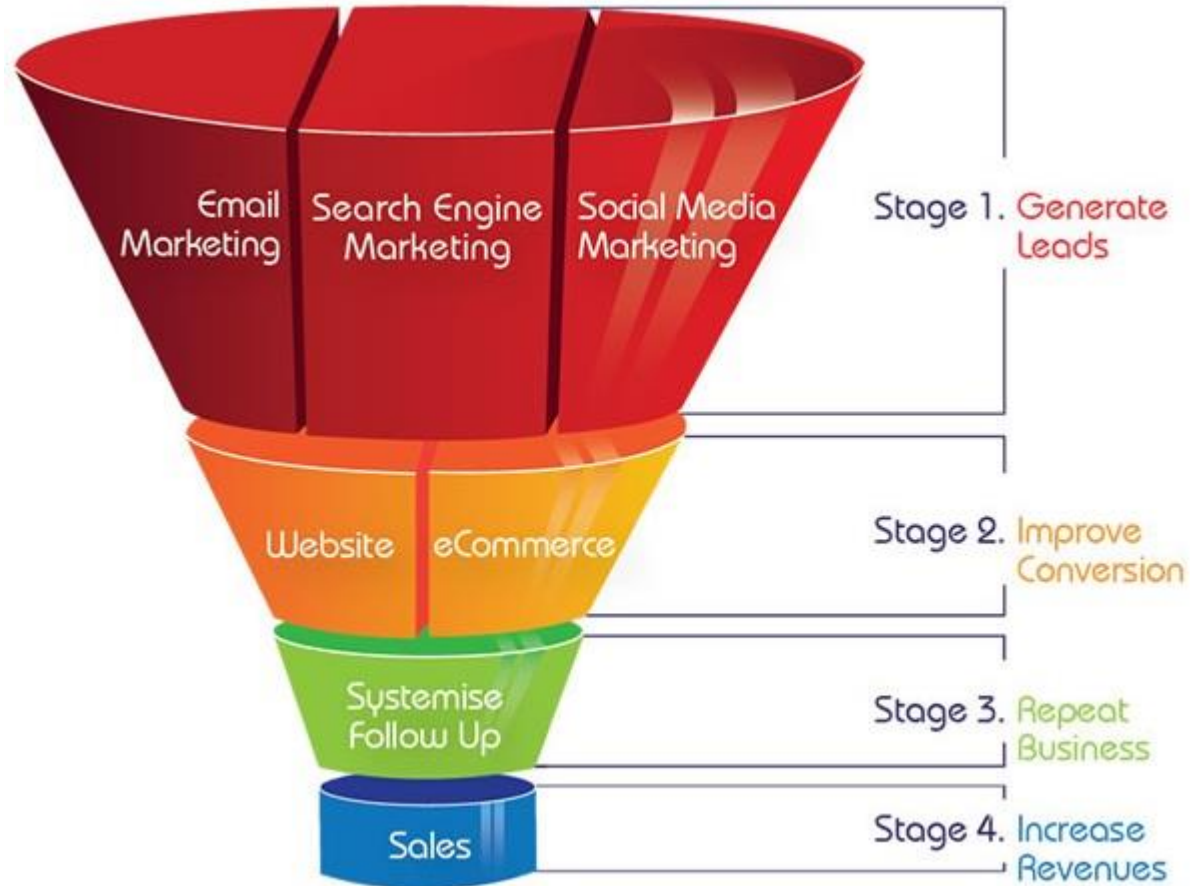 Email
Marketing
Search Engine
Marketing
Social Media
Marketing
Stage 1. Generate
Leads
Website
eCommerce
Stage 2. Improve
Conversion
Systemise
Follow Up
Stage 3. Repeat
Business
Sales
Stage 4. Increase
Revenues